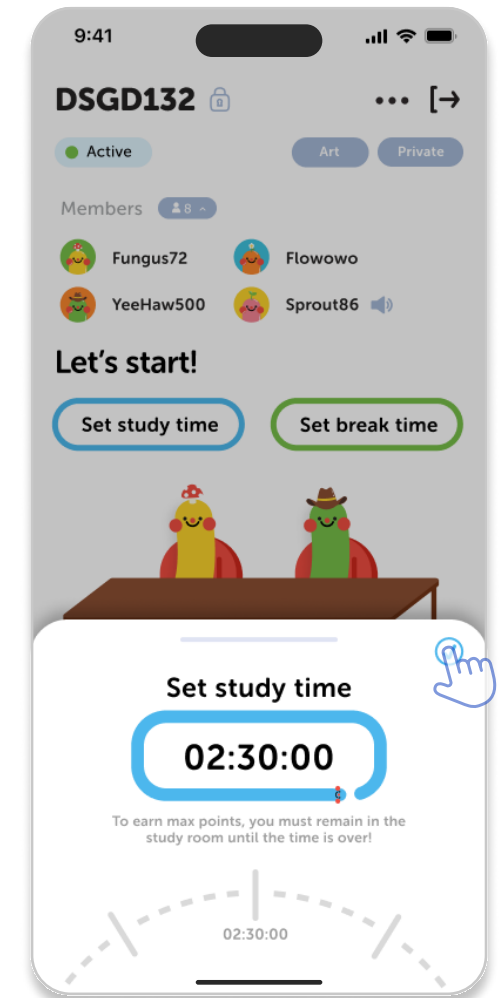 9:41
DSGD132
Active
Art
Private
Members
8
Fungus72
Flowowo
YeeHaw500
Sprout86
Let's start!
Set study time
Set break time
Set study time
02:30:00
To earn max points, you must remain in the
study room until the time is over!
02:30:00